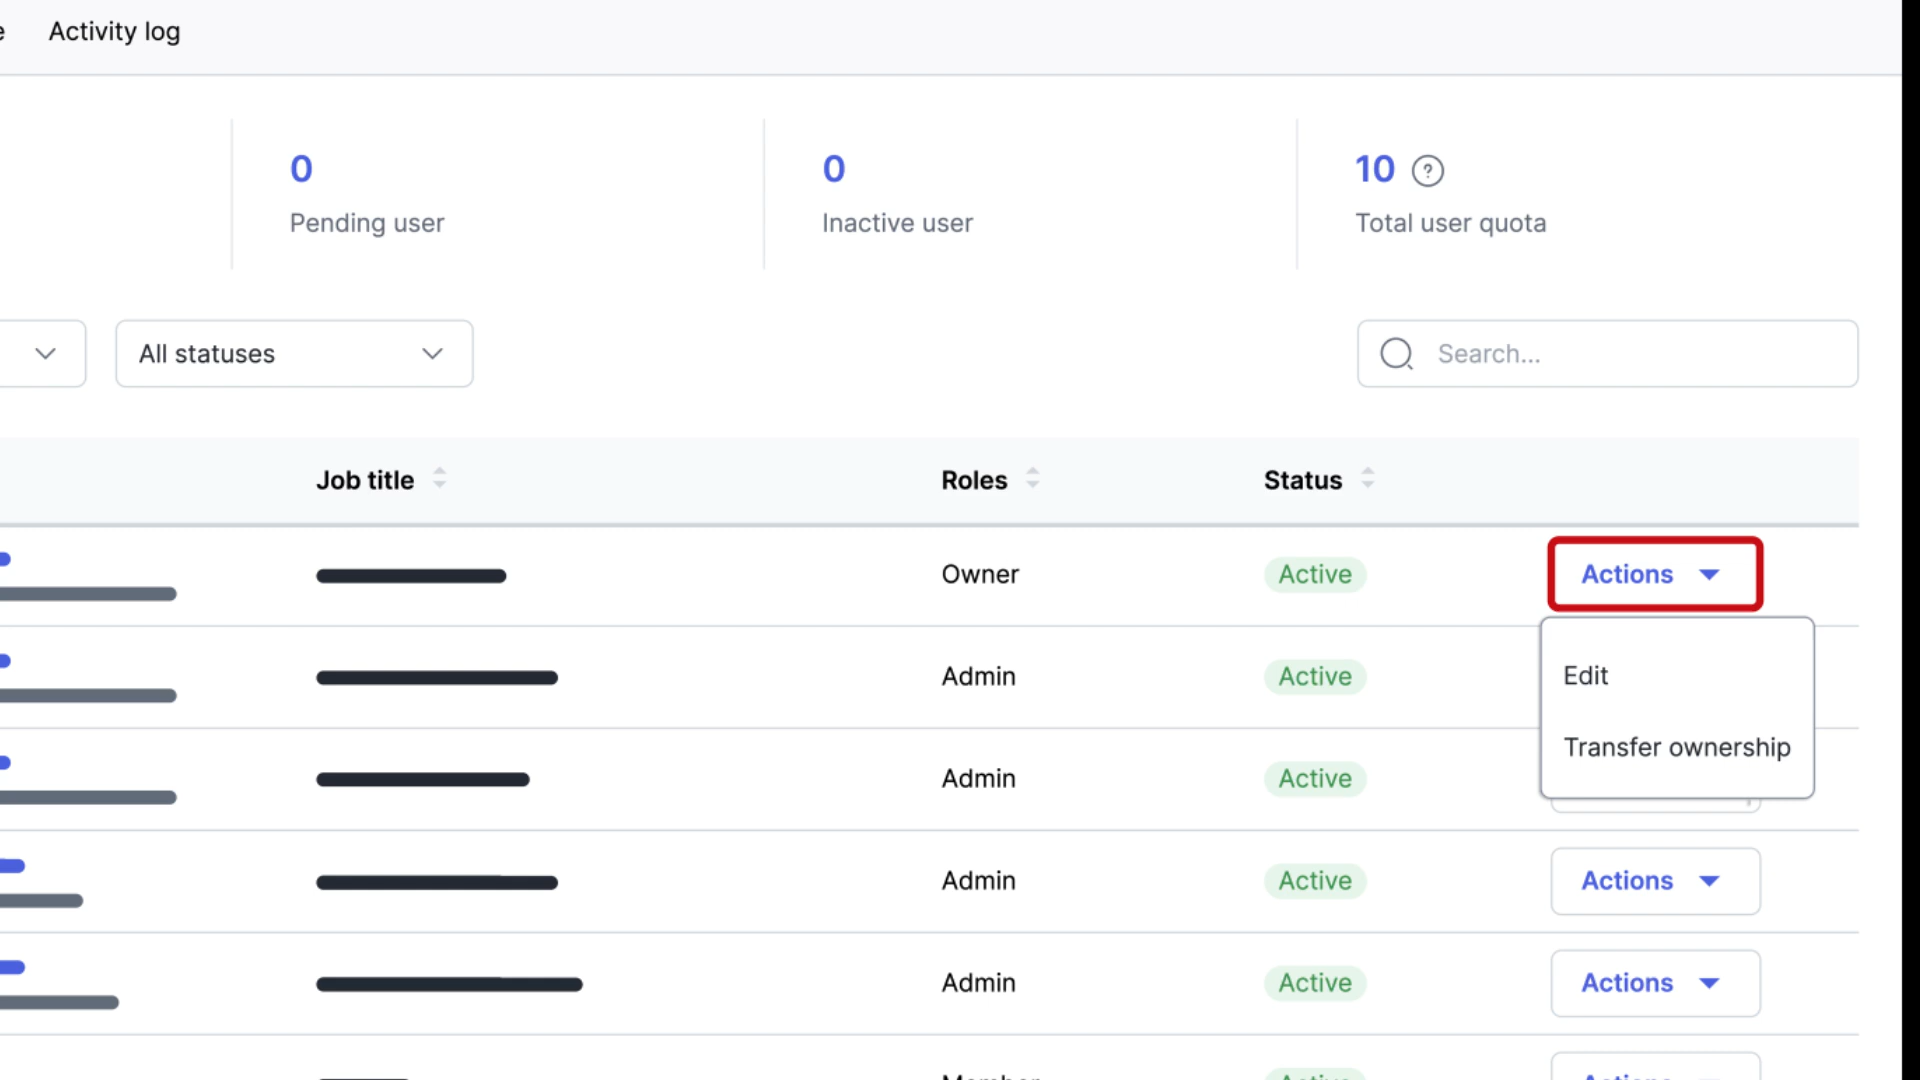 Activity log
0
Pending user
0
Inactive user
10 ?
Total user quota
All statuses
Search...
Job title
Roles
Status
Owner
Active
Actions
Edit
Transfer ownership
Admin
Active
Admin
Active
Admin
Active
Actions
Admin
Active
Actions